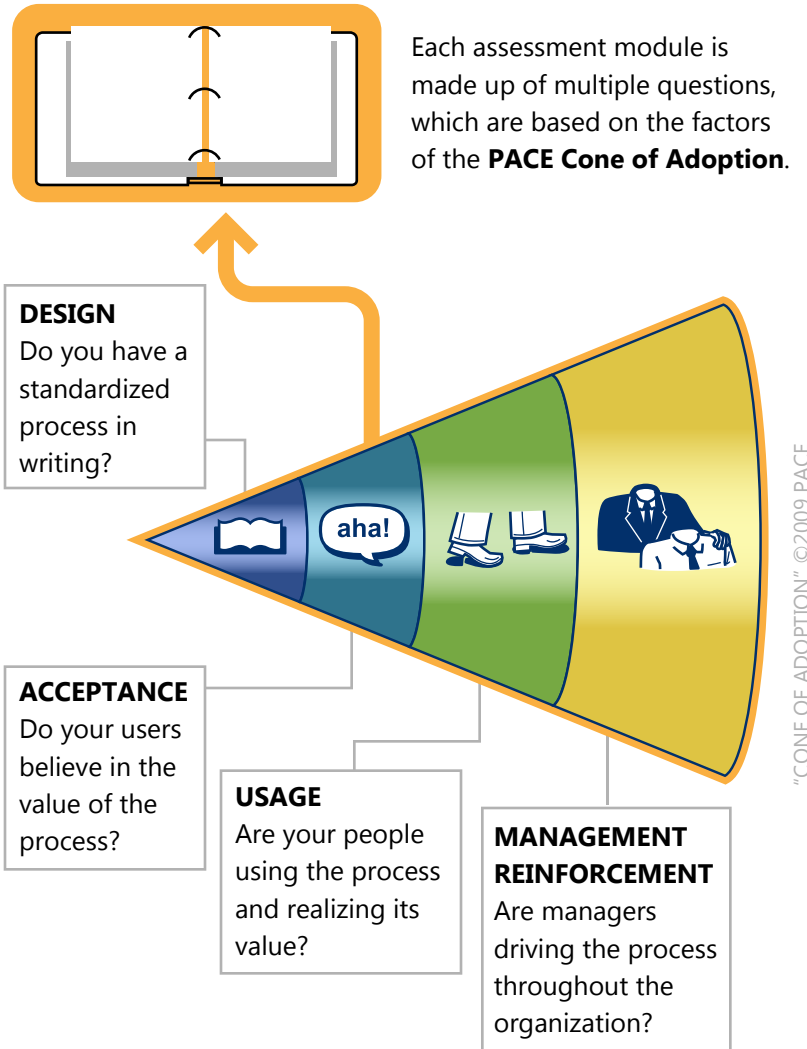 Each assessment module is
made up of multiple questions,
which are based on the factors
of the PACE Cone of Adoption.
DESIGN
Do you have a
standardized
process in
writing?
aha!
ACCEPTANCE
Do your users
believe in the
value of the
process?
USAGE
Are your people
using the process
and realizing its
value?
MANAGEMENT
REINFORCEMENT
Are managers
driving the process
throughout the
organization?
"CONE OF ADOPTION" ©2009 PACE